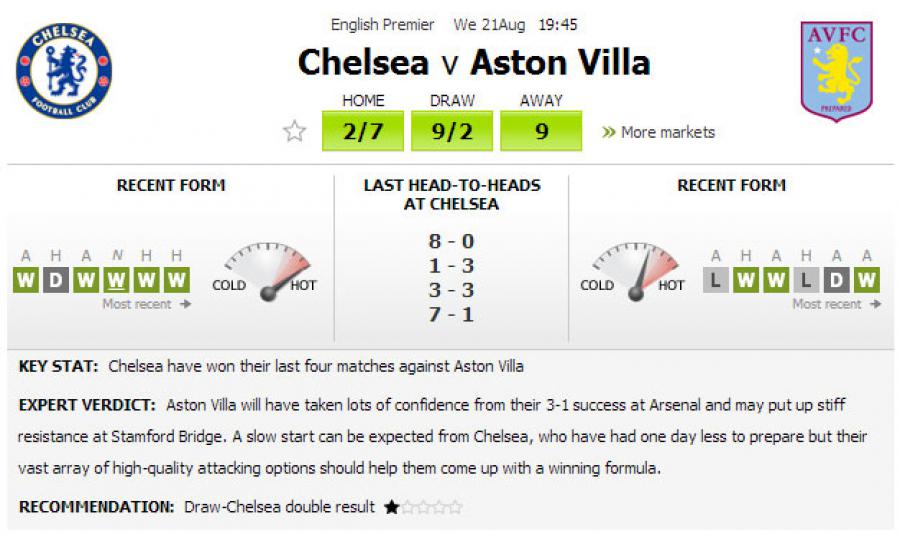 CHELSEA
FOOTBALL CLUB
English Premier We 21Aug 19:45
Chelsea v Aston Villa
AVFC
PREPARED
HOME DRAW AWAY
2/7 9/2 9 More markets
RECENT FORM
A H A N H H
W D W W W W
Most recent
COLD HOT
LAST HEAD-TO-HEADS
AT CHELSEA
8 - 0
1 - 3
3 - 3
7 - 1
RECENT FORM
COLD HOT
A H A H A A
L W W L D W
Most recent
KEY STAT: Chelsea have won their last four matches against Aston Villa
EXPERT VERDICT: Aston Villa will have taken lots of confidence from their 3-1 success at Arsenal and may put up stiff
resistance at Stamford Bridge. A slow start can be expected from Chelsea, who have had one day less to prepare but their
vast array of high-quality attacking options should help them come up with a winning formula.
RECOMMENDATION: Draw-Chelsea double result